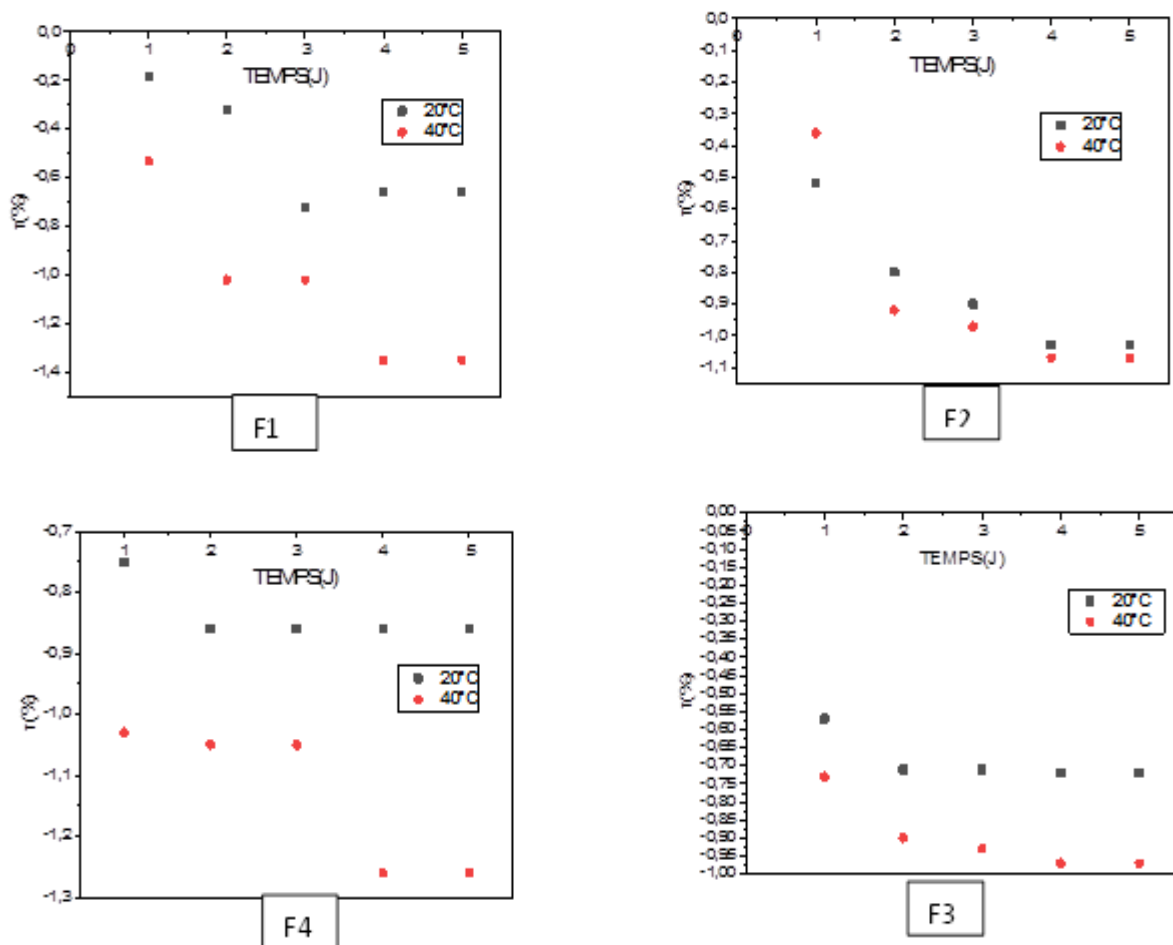 0,0
-0,2
-0,4
-0,6
-0,8
-1,0
-1,2
-1,4
τ(%)
0 1 2 3 4 5
TEMPS(J)
20°C
40°C
F1
0,0
-0,1
-0,2
-0,3
-0,4
-0,5
-0,6
-0,7
-0,8
-0,9
-1,0
-1,1
τ(%)
0 1 2 3 4 5
TEMPS(J)
20°C
40°C
F2
-0,7
-0,8
-0,9
-1,0
-1,1
-1,2
-1,3
τ(%)
1 2 3 4 5
TEMPS(J)
20°C
40°C
F4
0,00
-0,05
-0,10
-0,15
-0,20
-0,25
-0,30
-0,35
-0,40
-0,45
-0,50
-0,55
-0,60
-0,65
-0,70
-0,75
-0,80
-0,85
-0,90
-0,95
-1,00
τ(%)
0 1 2 3 4 5
TEMPS(J)
20°C
40°C
F3